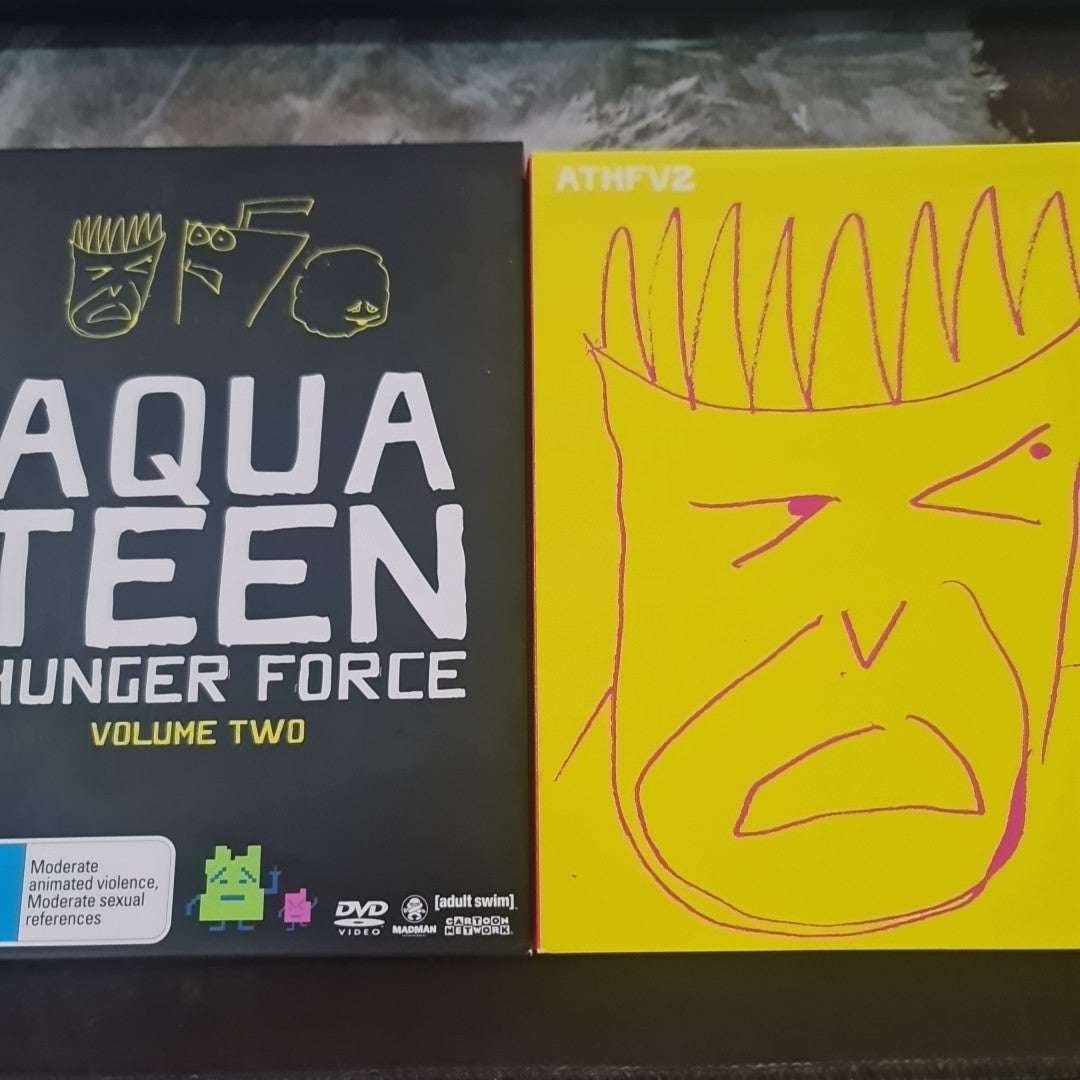 AQUA
TEEN
HUNGER FORCE
VOLUME TWO
Moderate
animated violence,
Moderate sexual
references
DVD
VIDEO
MADMAN
[adult swim]
CARTOON
NETWORK
ATHFV2